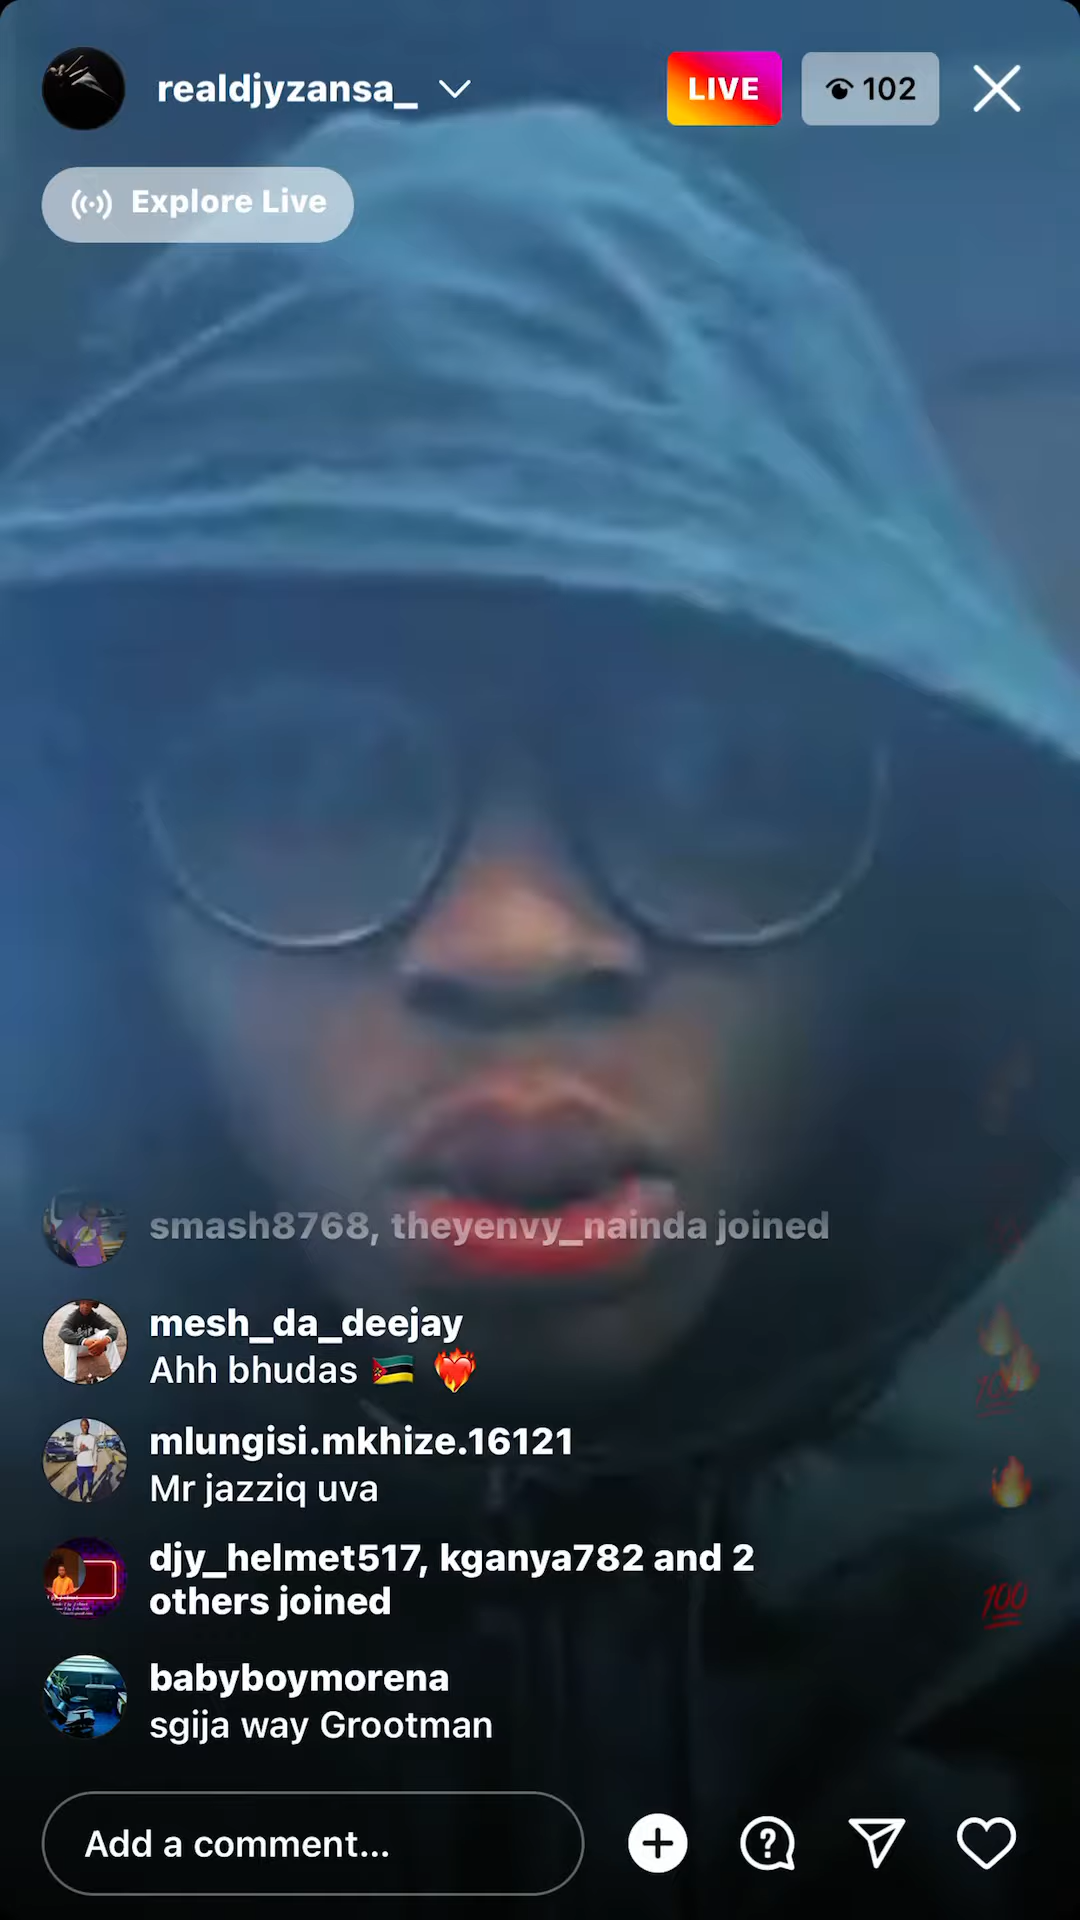 realdjyzansa_
LIVE
102
Explore Live
smash8768, theyenvy_nainda joined
mesh_da_deejay
Ahh bhudas 🇲🇿 ❤️‍🔥
mlungisi.mkhize.16121
Mr jazziq uva
djy_helmet517, kganya782 and 2
others joined
babyboymorena
sgija way Grootman
Add a comment...